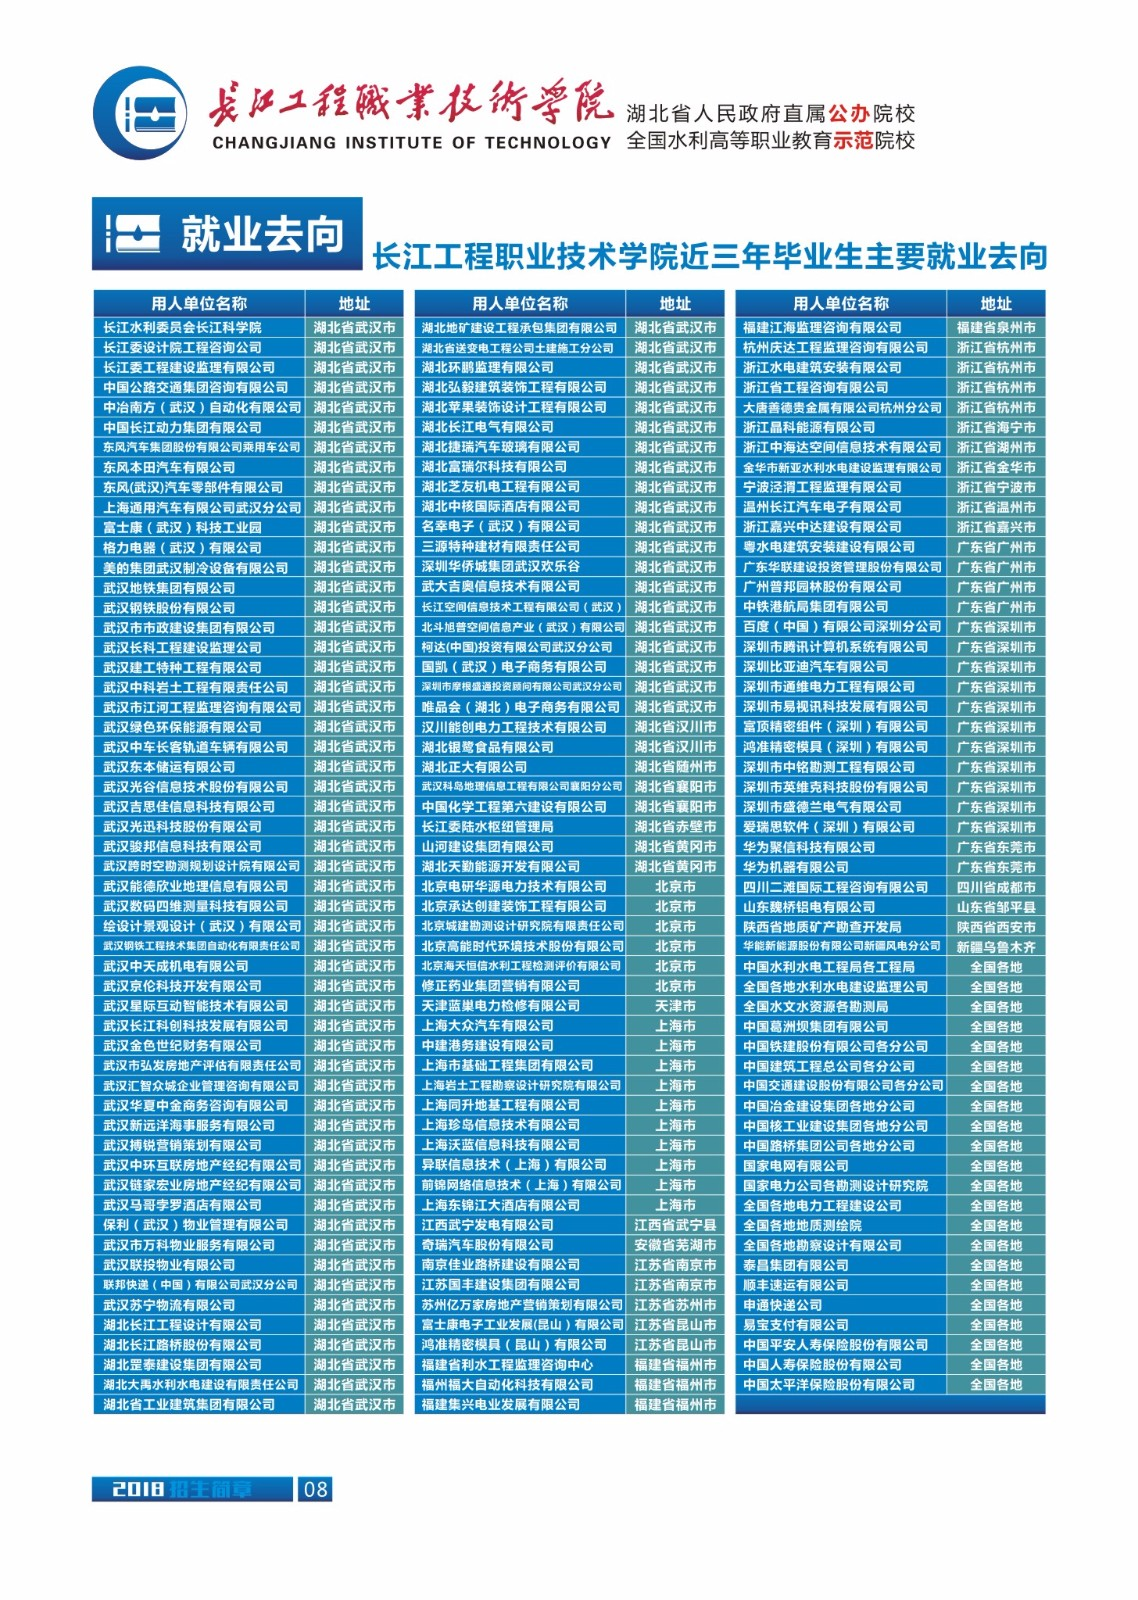 長江工程職業技術學院
CHANGJIANG INSTITUTE OF TECHNOLOGY
湖北省人民政府直属公办院校
全国水利高等职业教育示范院校
就业去向
长江工程职业技术学院近三年毕业生主要就业去向
用人单位名称 地址
长江水利委员会长江科学院 湖北省武汉市
长江委设计院工程咨询公司 湖北省武汉市
长江委工程建设监理有限公司 湖北省武汉市
中国公路交通集团咨询有限公司 湖北省武汉市
中冶南方（武汉）自动化有限公司 湖北省武汉市
中国长江动力集团有限公司 湖北省武汉市
东风汽车集团股份有限公司乘用车公司 湖北省武汉市
东风本田汽车有限公司 湖北省武汉市
东风(武汉)汽车零部件有限公司 湖北省武汉市
上海通用汽车有限公司武汉分公司 湖北省武汉市
富士康（武汉）科技工业园 湖北省武汉市
格力电器（武汉）有限公司 湖北省武汉市
美的集团武汉制冷设备有限公司 湖北省武汉市
武汉地铁集团有限公司 湖北省武汉市
武汉钢铁股份有限公司 湖北省武汉市
武汉市市政建设集团有限公司 湖北省武汉市
武汉长科工程建设监理公司 湖北省武汉市
武汉建工特种工程有限公司 湖北省武汉市
武汉中科岩土工程有限责任公司 湖北省武汉市
武汉市江河工程监理咨询有限公司 湖北省武汉市
武汉绿色环保能源有限公司 湖北省武汉市
武汉中车长客轨道车辆有限公司 湖北省武汉市
武汉东本储运有限公司 湖北省武汉市
武汉光谷信息技术股份有限公司 湖北省武汉市
武汉吉思佳信息科技有限公司 湖北省武汉市
武汉光迅科技股份有限公司 湖北省武汉市
武汉骏邦信息科技有限公司 湖北省武汉市
武汉跨时空勘测规划设计院有限公司 湖北省武汉市
武汉能德欣业地理信息有限公司 湖北省武汉市
武汉数码四维测量科技有限公司 湖北省武汉市
绘设计景观设计（武汉）有限公司 湖北省武汉市
武汉钢铁工程技术集团自动化有限责任公司 湖北省武汉市
武汉中天成机电有限公司 湖北省武汉市
武汉京伦科技开发有限公司 湖北省武汉市
武汉星际互动智能技术有限公司 湖北省武汉市
武汉长江科创科技发展有限公司 湖北省武汉市
武汉金色世纪财务有限公司 湖北省武汉市
武汉市弘发房地产评估有限责任公司 湖北省武汉市
武汉汇智众城企业管理咨询有限公司 湖北省武汉市
武汉华夏中金商务咨询有限公司 湖北省武汉市
武汉新远洋海事服务有限公司 湖北省武汉市
武汉搏锐营销策划有限公司 湖北省武汉市
武汉中环互联房地产经纪有限公司 湖北省武汉市
武汉链家宏业房地产经纪有限公司 湖北省武汉市
武汉马哥孛罗酒店有限公司 湖北省武汉市
保利（武汉）物业管理有限公司 湖北省武汉市
武汉市万科物业服务有限公司 湖北省武汉市
武汉联投物业有限公司 湖北省武汉市
联邦快递（中国）有限公司武汉分公司 湖北省武汉市
武汉苏宁物流有限公司 湖北省武汉市
湖北长江工程设计有限公司 湖北省武汉市
湖北长江路桥股份有限公司 湖北省武汉市
湖北罡泰建设集团有限公司 湖北省武汉市
湖北大禹水利水电建设有限责任公司 湖北省武汉市
湖北省工业建筑集团有限公司 湖北省武汉市
用人单位名称 地址
湖北地矿建设工程承包集团有限公司 湖北省武汉市
湖北省送变电工程公司土建施工分公司 湖北省武汉市
湖北环鹏监理有限公司 湖北省武汉市
湖北弘毅建筑装饰工程有限公司 湖北省武汉市
湖北苹果装饰设计工程有限公司 湖北省武汉市
湖北长江电气有限公司 湖北省武汉市
湖北捷瑞汽车玻璃有限公司 湖北省武汉市
湖北富瑞尔科技有限公司 湖北省武汉市
湖北芝友机电工程有限公司 湖北省武汉市
湖北中核国际酒店有限公司 湖北省武汉市
名幸电子（武汉）有限公司 湖北省武汉市
三源特种建材有限责任公司 湖北省武汉市
深圳华侨城集团武汉欢乐谷 湖北省武汉市
武大吉奥信息技术有限公司 湖北省武汉市
长江空间信息技术工程有限公司（武汉） 湖北省武汉市
北斗旭普空间信息产业（武汉）有限公司 湖北省武汉市
柯达(中国)投资有限公司武汉分公司 湖北省武汉市
国凯（武汉）电子商务有限公司 湖北省武汉市
深圳市摩根盛通投资顾问有限公司武汉分公司 湖北省武汉市
唯品会（湖北）电子商务有限公司 湖北省武汉市
汉川能创电力工程技术有限公司 湖北省汉川市
湖北银鹭食品有限公司 湖北省汉川市
湖北正大有限公司 湖北省随州市
武汉科岛地理信息工程有限公司襄阳分公司 湖北省襄阳市
中国化学工程第六建设有限公司 湖北省襄阳市
长江委陆水枢纽管理局 湖北省赤壁市
山河建设集团有限公司 湖北省黄冈市
湖北天勤能源开发有限公司 湖北省黄冈市
北京电研华源电力技术有限公司 北京市
北京承达创建装饰工程有限公司 北京市
北京城建勘测设计研究院有限责任公司 北京市
北京高能时代环境技术股份有限公司 北京市
北京海天恒信水利工程检测评价有限公司 北京市
修正药业集团营销有限公司 北京市
天津蓝巢电力检修有限公司 天津市
上海大众汽车有限公司 上海市
中建港务建设有限公司 上海市
上海市基础工程集团有限公司 上海市
上海岩土工程勘察设计研究院有限公司 上海市
上海同升地基工程有限公司 上海市
上海珍岛信息技术有限公司 上海市
上海沃蓝信息科技有限公司 上海市
异联信息技术（上海）有限公司 上海市
前锦网络信息技术（上海）有限公司 上海市
上海东锦江大酒店有限公司 上海市
江西武宁发电有限公司 江西省武宁县
奇瑞汽车股份有限公司 安徽省芜湖市
南京佳业路桥建设有限公司 江苏省南京市
江苏国丰建设集团有限公司 江苏省南京市
苏州亿万家房地产营销策划有限公司 江苏省苏州市
富士康电子工业发展(昆山）有限公司 江苏省昆山市
鸿准精密模具（昆山）有限公司 江苏省昆山市
福建省利水工程监理咨询中心 福建省福州市
福州福大自动化科技有限公司 福建省福州市
福建集兴电业发展有限公司 福建省福州市
用人单位名称 地址
福建江海监理咨询有限公司 福建省泉州市
杭州庆达工程监理咨询有限公司 浙江省杭州市
浙江水电建筑安装有限公司 浙江省杭州市
浙江省工程咨询有限公司 浙江省杭州市
大唐善德贵金属有限公司杭州分公司 浙江省杭州市
浙江晶科能源有限公司 浙江省海宁市
浙江中海达空间信息技术有限公司 浙江省湖州市
金华市新亚水利水电建设监理有限公司 浙江省金华市
宁波泾渭工程监理有限公司 浙江省宁波市
温州长江汽车电子有限公司 浙江省温州市
浙江嘉兴中达建设有限公司 浙江省嘉兴市
粤水电建筑安装建设有限公司 广东省广州市
广东华联建设投资管理股份有限公司 广东省广州市
广州普邦园林股份有限公司 广东省广州市
中铁港航局集团有限公司 广东省广州市
百度（中国）有限公司深圳分公司 广东省深圳市
深圳市腾讯计算机系统有限公司 广东省深圳市
深圳比亚迪汽车有限公司 广东省深圳市
深圳市通维电力工程有限公司 广东省深圳市
深圳市易视讯科技发展有限公司 广东省深圳市
富顶精密组件（深圳）有限公司 广东省深圳市
鸿准精密模具（深圳）有限公司 广东省深圳市
深圳市中铭勘测工程有限公司 广东省深圳市
深圳市英维克科技股份有限公司 广东省深圳市
深圳市盛德兰电气有限公司 广东省深圳市
爱瑞思软件（深圳）有限公司 广东省深圳市
华为聚信科技有限公司 广东省东莞市
华为机器有限公司 广东省东莞市
四川二滩国际工程咨询有限公司 四川省成都市
山东魏桥铝电有限公司 山东省邹平县
陕西省地质矿产勘查开发局 陕西省西安市
华能新能源股份有限公司新疆风电分公司 新疆乌鲁木齐
中国水利水电工程局各工程局 全国各地
全国各地水利水电建设监理公司 全国各地
全国水文水资源各勘测局 全国各地
中国葛洲坝集团有限公司 全国各地
中国铁建股份有限公司各分公司 全国各地
中国建筑工程总公司各分公司 全国各地
中国交通建设股份有限公司各分公司 全国各地
中国冶金建设集团各地分公司 全国各地
中国核工业建设集团各地分公司 全国各地
中国路桥集团公司各地分公司 全国各地
国家电网有限公司 全国各地
国家电力公司各勘测设计研究院 全国各地
全国各地电力工程建设公司 全国各地
全国各地地质测绘院 全国各地
全国各地勘察设计有限公司 全国各地
泰昌集团有限公司 全国各地
顺丰速运有限公司 全国各地
申通快递公司 全国各地
易宝支付有限公司 全国各地
中国平安人寿保险股份有限公司 全国各地
中国人寿保险股份有限公司 全国各地
中国太平洋保险股份有限公司 全国各地
2018 招生简章 08